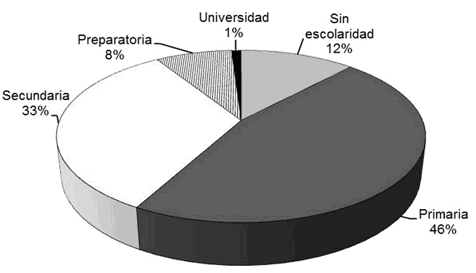 Universidad
1%
Sin
escolaridad
12%
Preparatoria
8%
Secundaria
33%
Primaria
46%